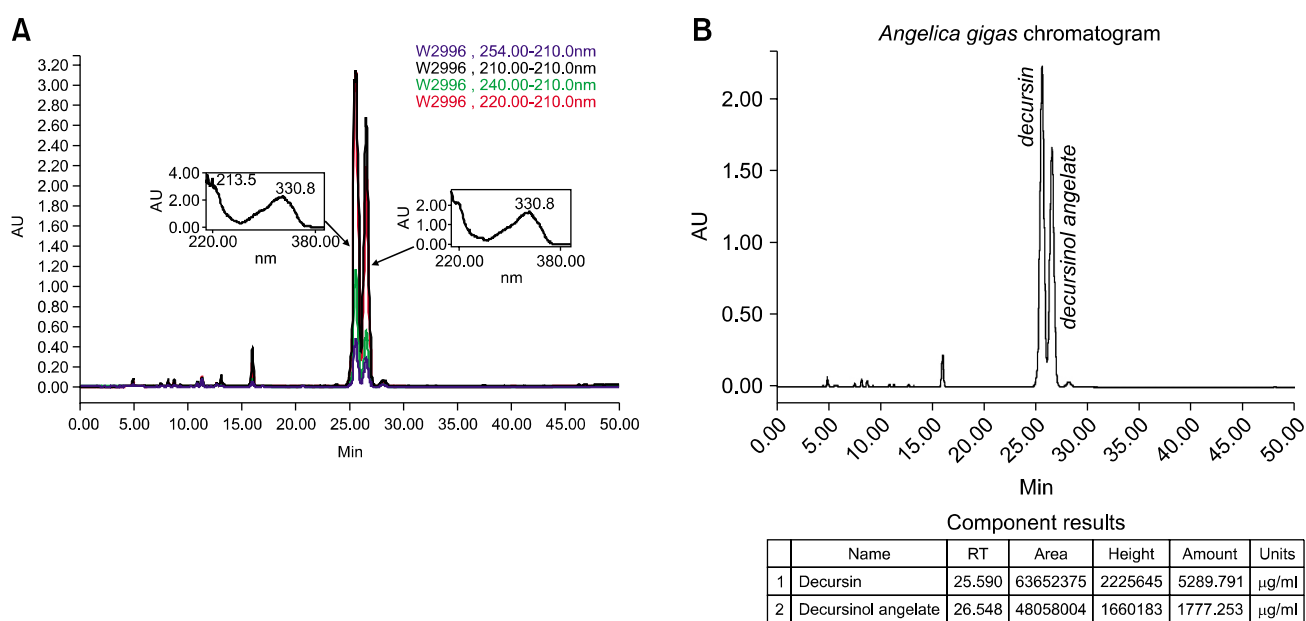 A
W2996 , 254.00-210.0nm
W2996 , 210.00-210.0nm
W2996 , 240.00-210.0nm
W2996 , 220.00-210.0nm
3.20
3.00
2.80
2.60
2.40
2.20
2.00
1.80
1.60
1.40
1.20
1.00
0.80
0.60
0.40
0.20
0.00
AU
4.00
2.00
0.00
AU
213.5
330.8
220.00 380.00
nm
2.00
1.00
0.00
AU
330.8
220.00 380.00
nm
0.00 5.00 10.00 15.00 20.00 25.00 30.00 35.00 40.00 45.00 50.00
Min
B
Angelica gigas chromatogram
2.00
1.50
1.00
0.50
0.00
AU
decursin
decursinol angelate
0.00 5.00 10.00 15.00 20.00 25.00 30.00 35.00 40.00 45.00 50.00
Min
Component results
Name RT Area Height Amount Units
1 Decursin 25.590 63652375 2225645 5289.791 μg/ml
2 Decursinol angelate 26.548 48058004 1660183 1777.253 μg/ml